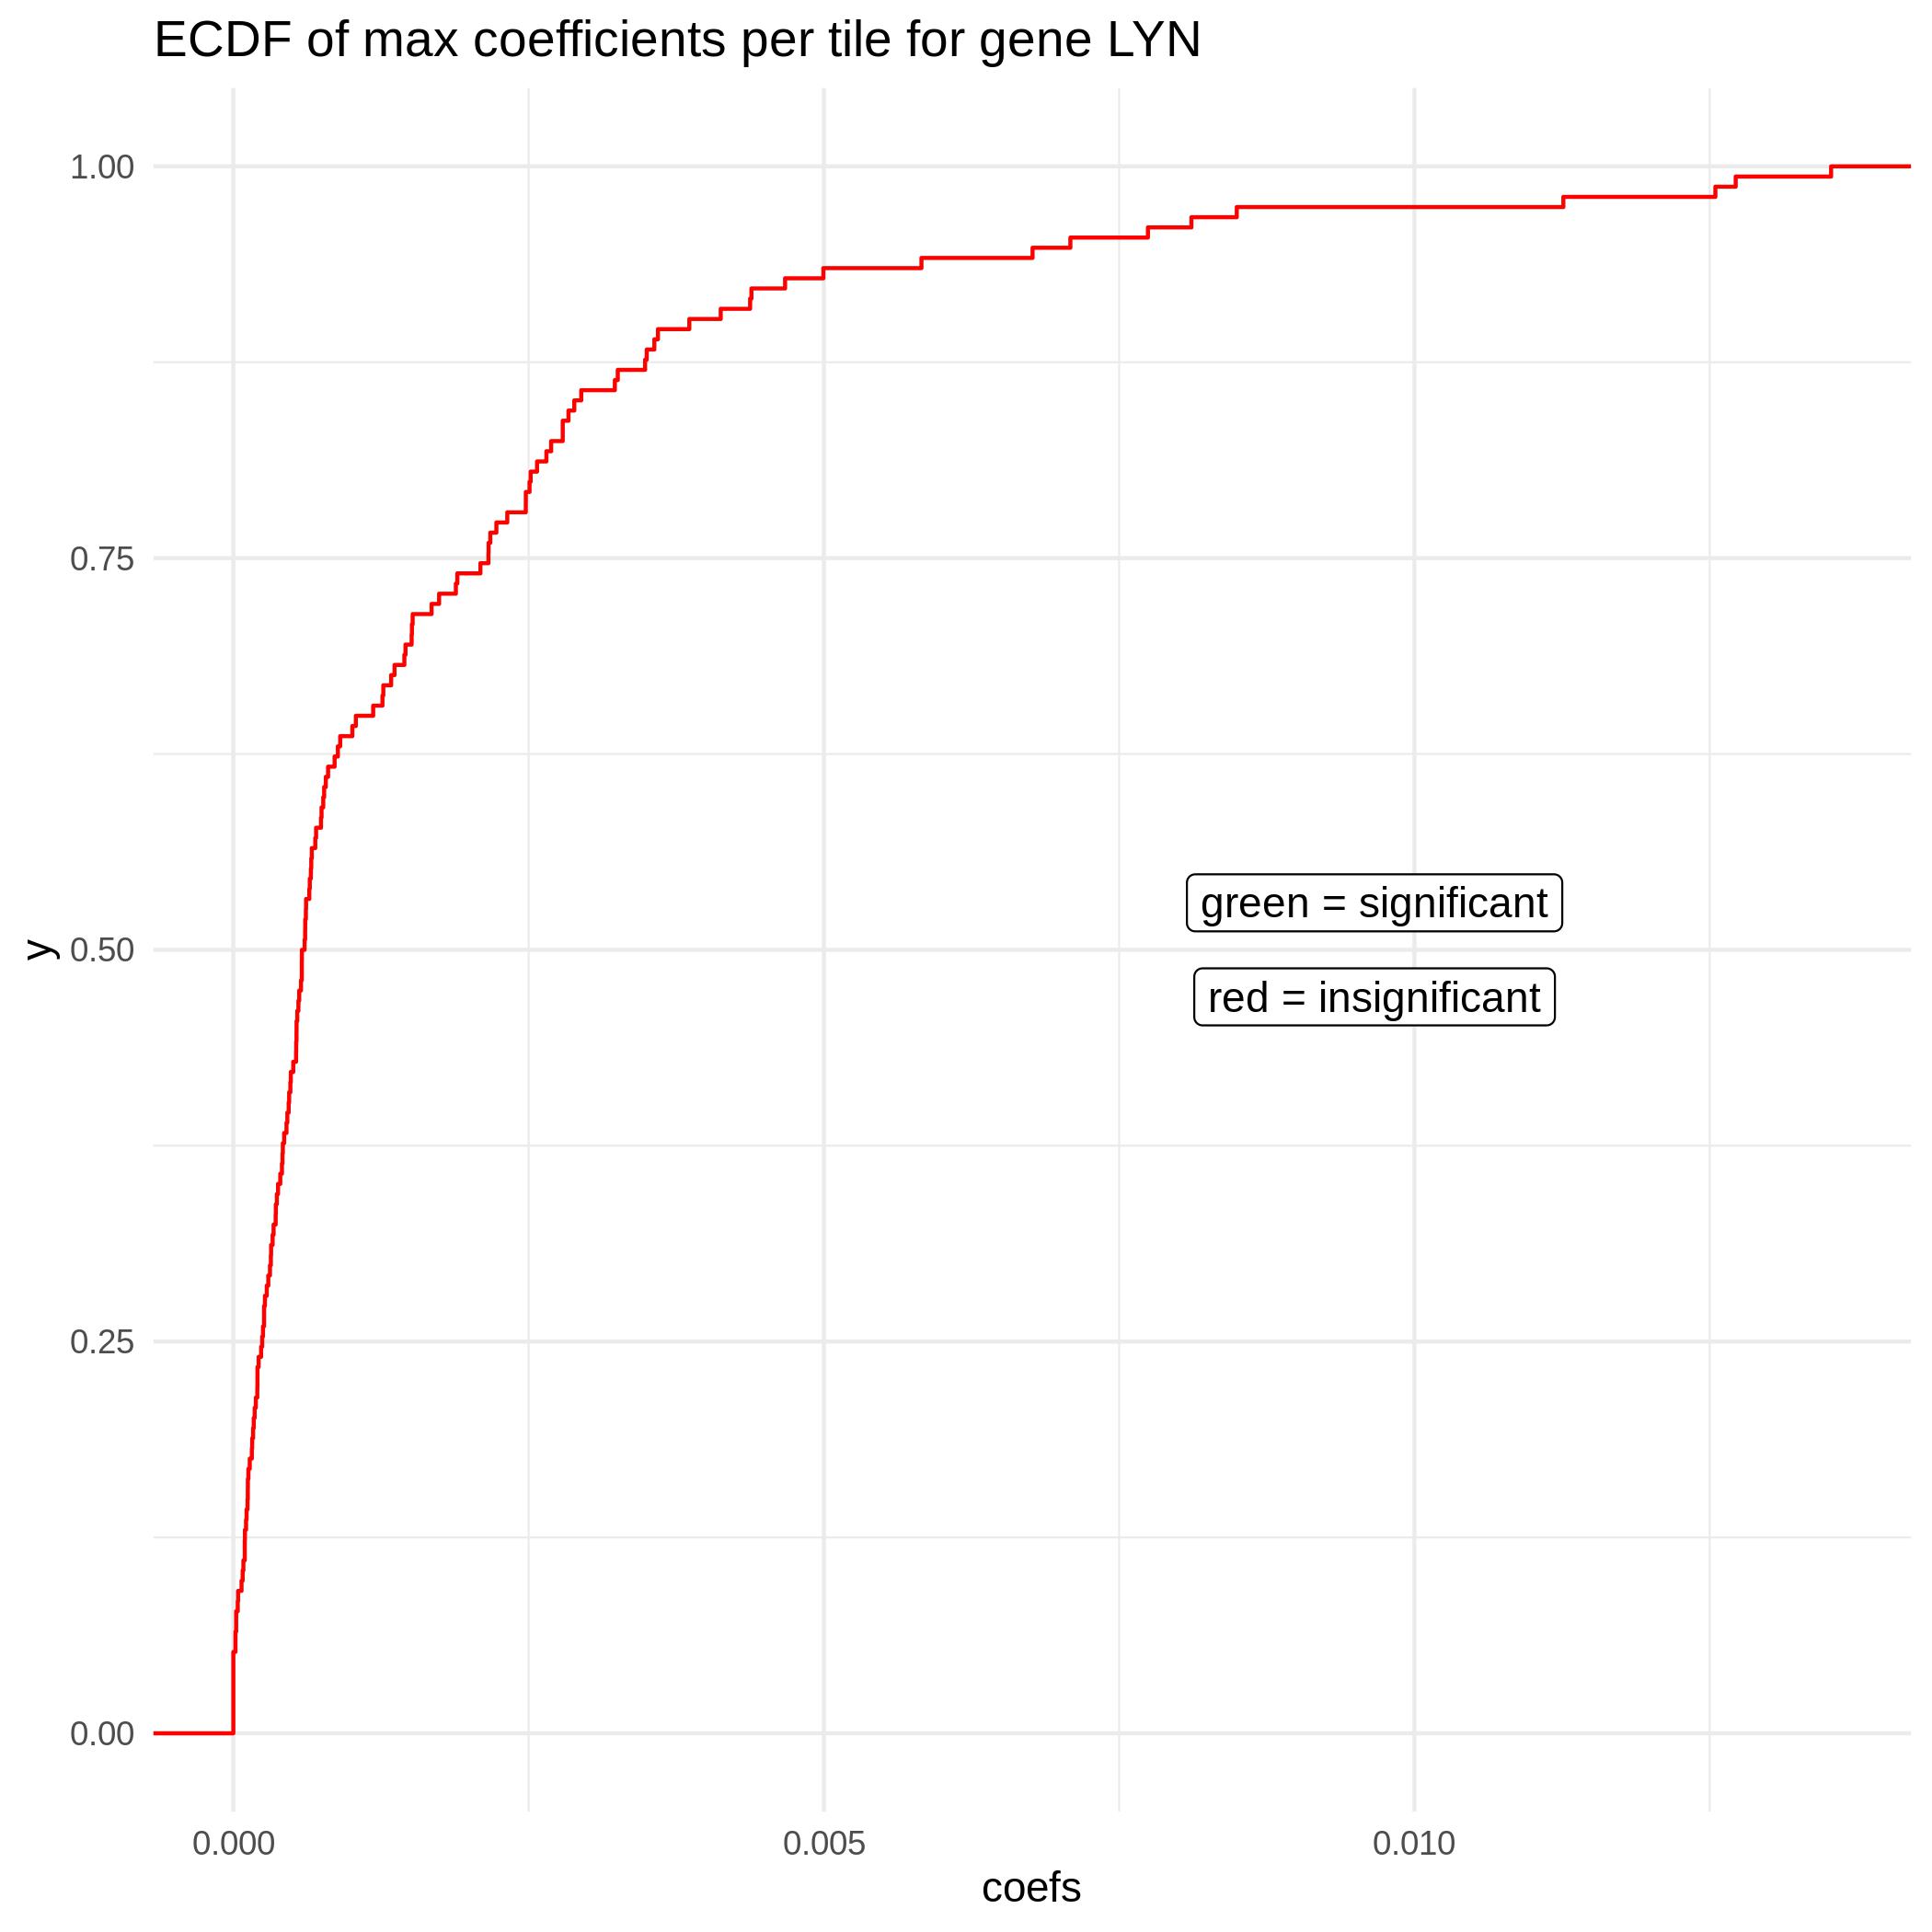 ECDF of max coefficients per tile for gene LYN
1.00
0.75
0.50
0.25
0.00
y
green = significant
red = insignificant
0.000 0.005 0.010
coefs